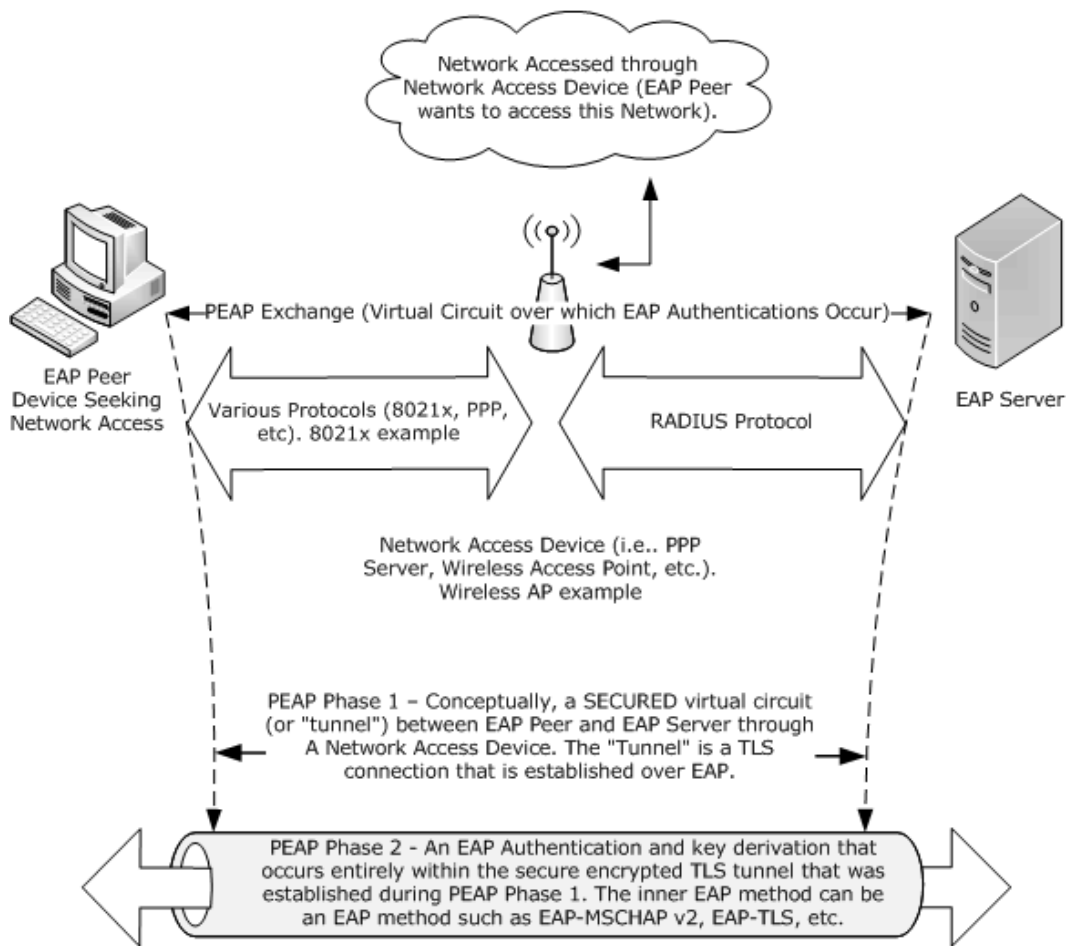 Network Accessed through
Network Access Device (EAP Peer
wants to access this Network).
PEAP Exchange (Virtual Circuit over which EAP Authentications Occur)
EAP Peer
Device Seeking
Network Access
EAP Server
Various Protocols (8021x, PPP,
etc). 8021x example
RADIUS Protocol
Network Access Device (i.e.. PPP
Server, Wireless Access Point, etc.).
Wireless AP example
PEAP Phase 1 – Conceptually, a SECURED virtual circuit
(or "tunnel") between EAP Peer and EAP Server through
A Network Access Device. The "Tunnel" is a TLS
connection that is established over EAP.
PEAP Phase 2 - An EAP Authentication and key derivation that
occurs entirely within the secure encrypted TLS tunnel that was
established during PEAP Phase 1. The inner EAP method can be
an EAP method such as EAP-MSCHAP v2, EAP-TLS, etc.